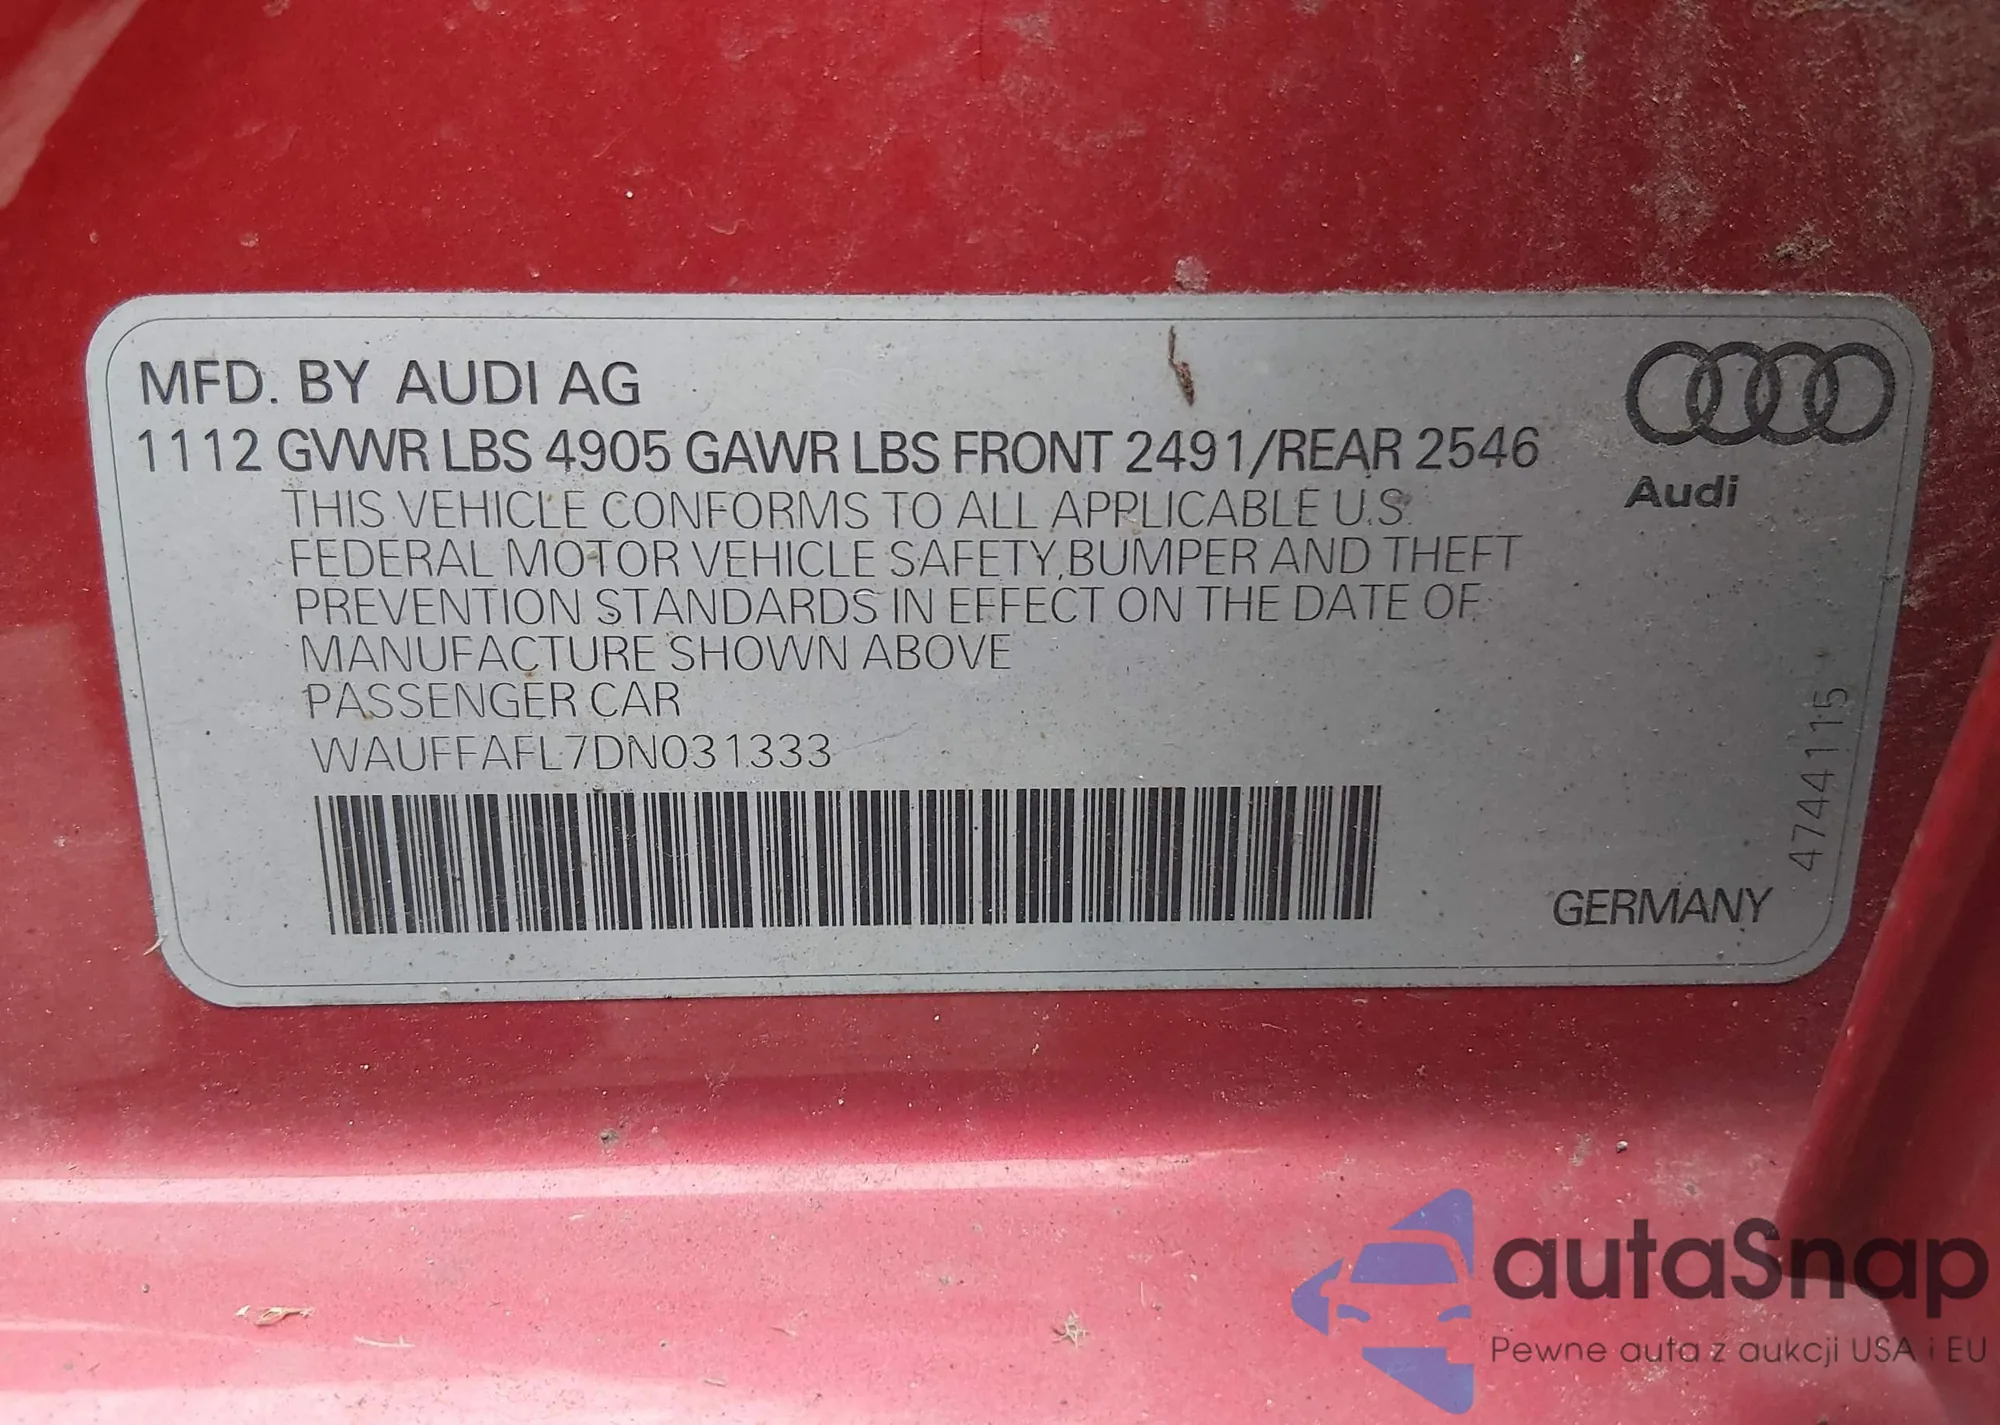 MFD. BY AUDI AG
1112 GVWR LBS 4905 GAWR LBS FRONT 2491/REAR 2546
THIS VEHICLE CONFORMS TO ALL APPLICABLE U.S.
FEDERAL MOTOR VEHICLE SAFETY,BUMPER AND THEFT
PREVENTION STANDARDS IN EFFECT ON THE DATE OF
MANUFACTURE SHOWN ABOVE
PASSENGER CAR
WAUFFAFL7DN031333
Audi
4744115
GERMANY
autaSnap
Pewne auta z aukcji USA i EU